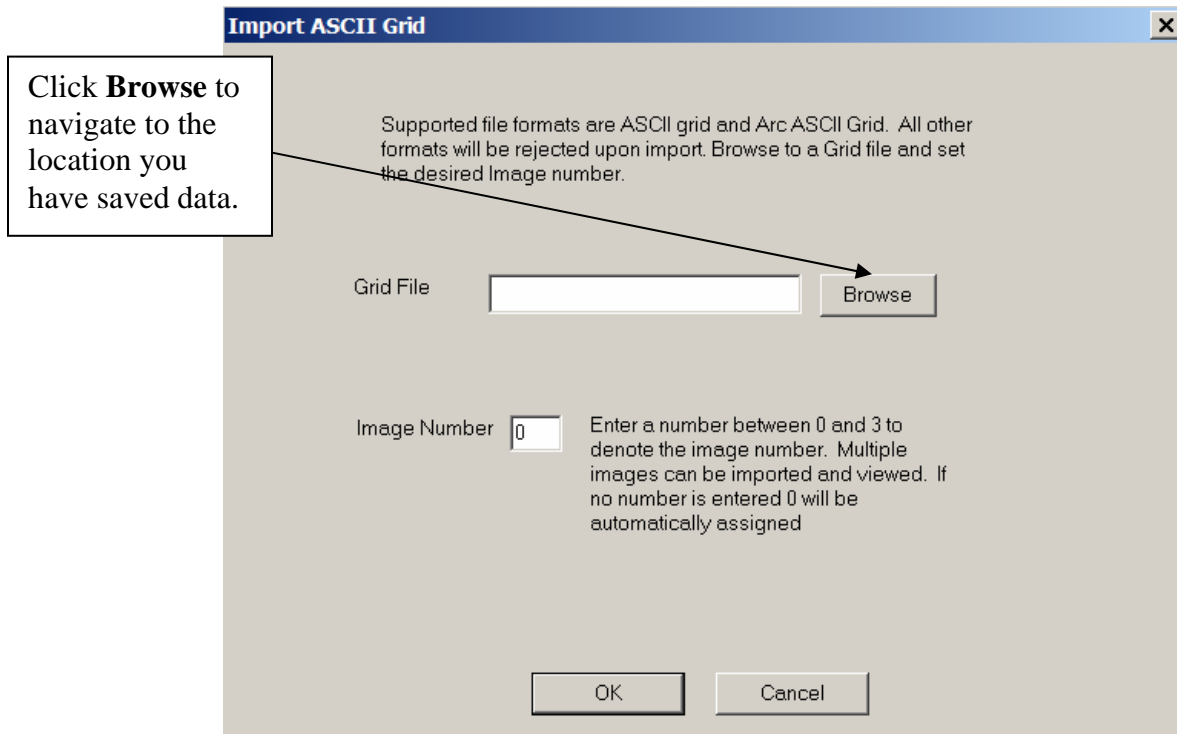 Import ASCII Grid
Click Browse to
navigate to the
location you
have saved data.
Supported file formats are ASCII grid and Arc ASCII Grid. All other
formats will be rejected upon import. Browse to a Grid file and set
the desired Image number.
Grid File
Browse
Image Number
0
Enter a number between 0 and 3 to
denote the image number. Multiple
images can be imported and viewed. If
no number is entered 0 will be
automatically assigned
OK
Cancel